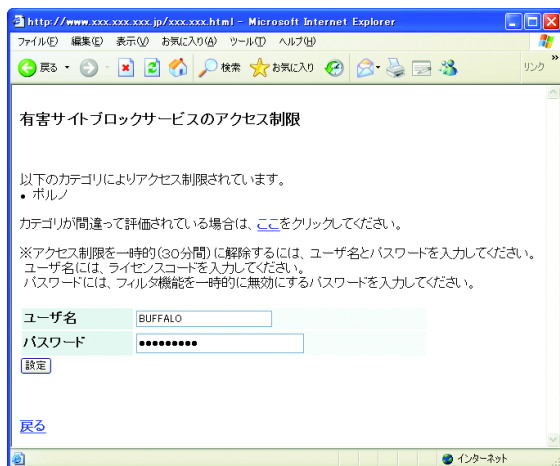 http://www.xxx.xxx.xxx.jp/xxx.xxx.html - Microsoft Internet Explorer
ファイル(F) 編集(E) 表示(V) お気に入り(A) ツール(T) ヘルプ(H)
戻る 検索 お気に入り リンク »
有害サイトブロックサービスのアクセス制限
以下のカテゴリによりアクセス制限されています。
• ポルノ
カテゴリが間違って評価されている場合は、ここをクリックしてください。
※アクセス制限を一時的(30分間)に解除するには、ユーザ名とパスワードを入力してください。
ユーザ名には、ライセンスコードを入力してください。
パスワードには、フィルタ機能を一時的に無効にするパスワードを入力してください。
ユーザ名 BUFFALO
パスワード ●●●●●●●●●
設定
戻る
インターネット